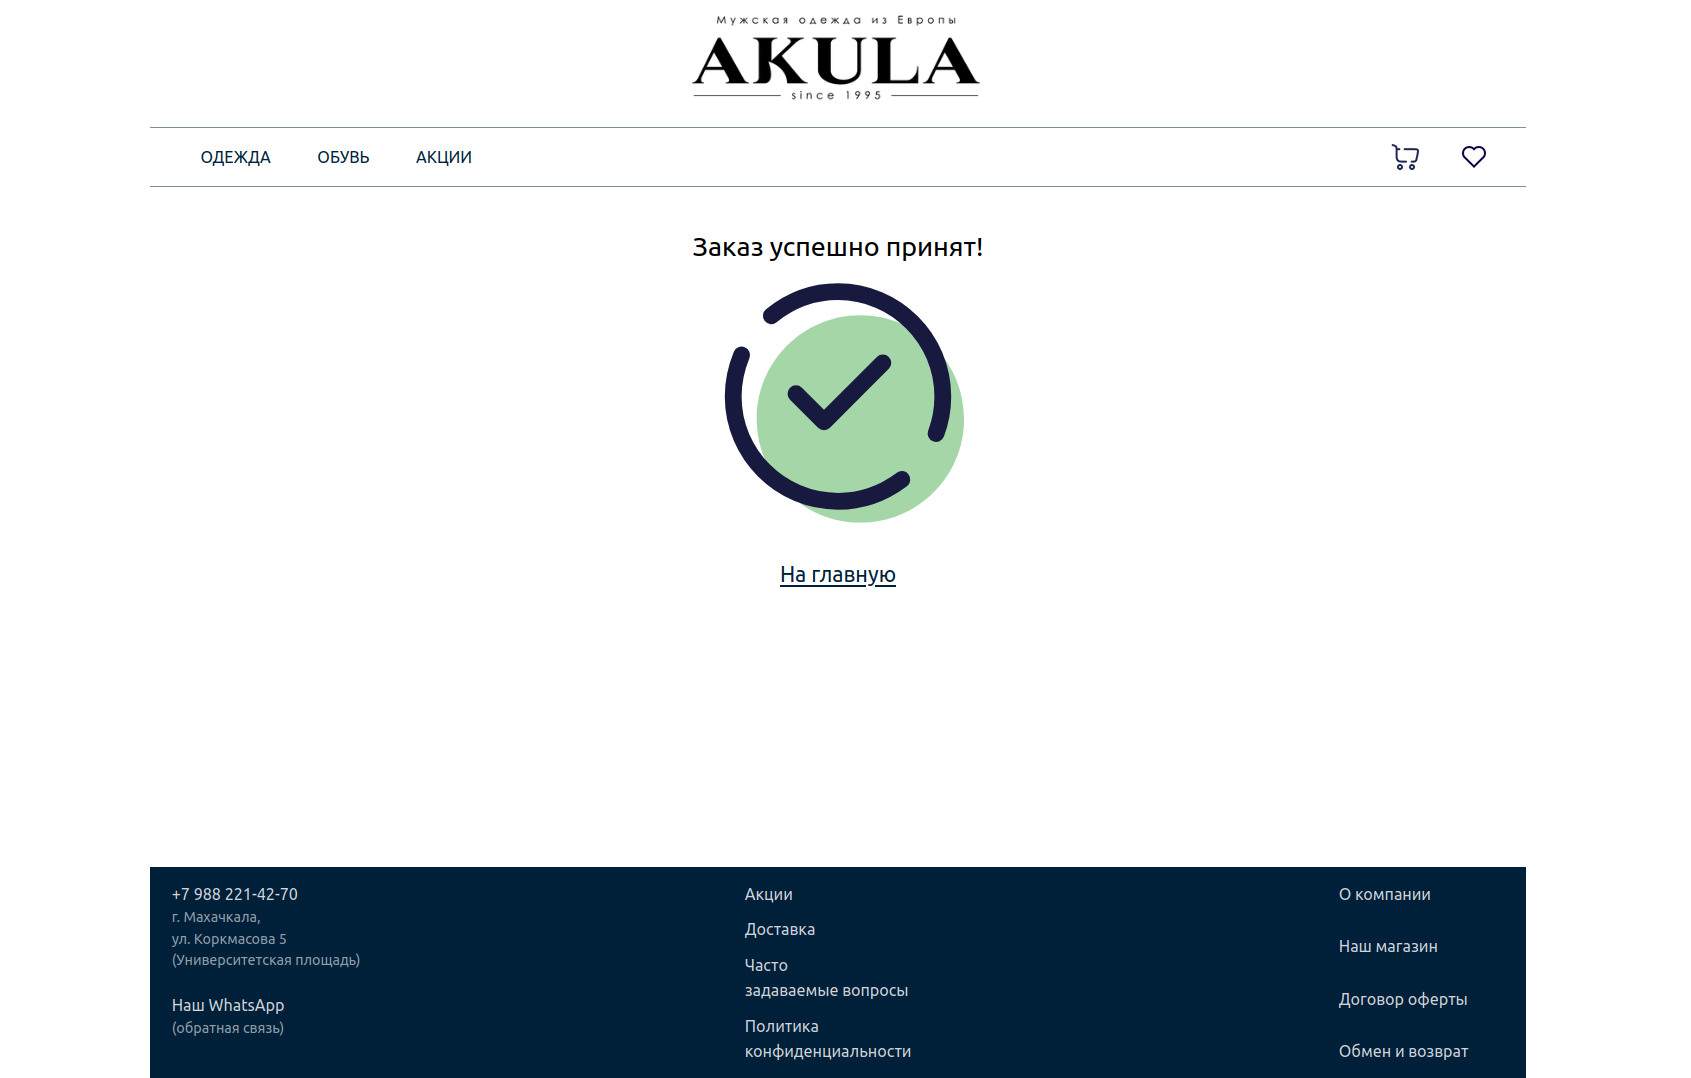 Мужская одежда из Европы
AKULA
since 1995
ОДЕЖДА
ОБУВЬ
АКЦИИ
Заказ успешно принят!
На главную
+7 988 221-42-70
г. Махачкала,
ул. Коркмасова 5
(Университетская площадь)
Наш WhatsApp
(обратная связь)
Акции
Доставка
Часто
задаваемые вопросы
Политика
конфиденциальности
О компании
Наш магазин
Договор оферты
Обмен и возврат